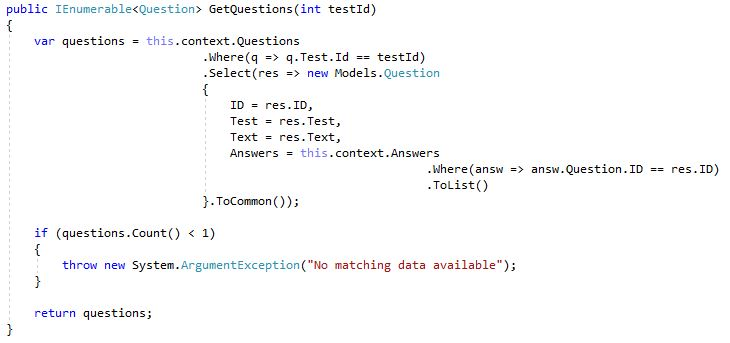 public IEnumerable<Question> GetQuestions(int testId)
{
var questions = this.context.Questions
.Where(q => q.Test.Id == testId)
.Select(res => new Models.Question
{
ID = res.ID,
Test = res.Test,
Text = res.Text,
Answers = this.context.Answers
.Where(answ => answ.Question.ID == res.ID)
.ToList()
}.ToCommon());
if (questions.Count() < 1)
{
throw new System.ArgumentException("No matching data available");
}
return questions;
}